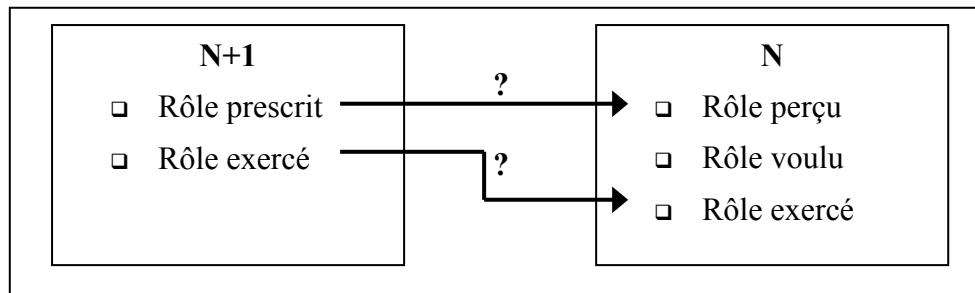 N+1
❑ Rôle prescrit
❑ Rôle exercé
?
?
N
❑ Rôle perçu
❑ Rôle voulu
❑ Rôle exercé